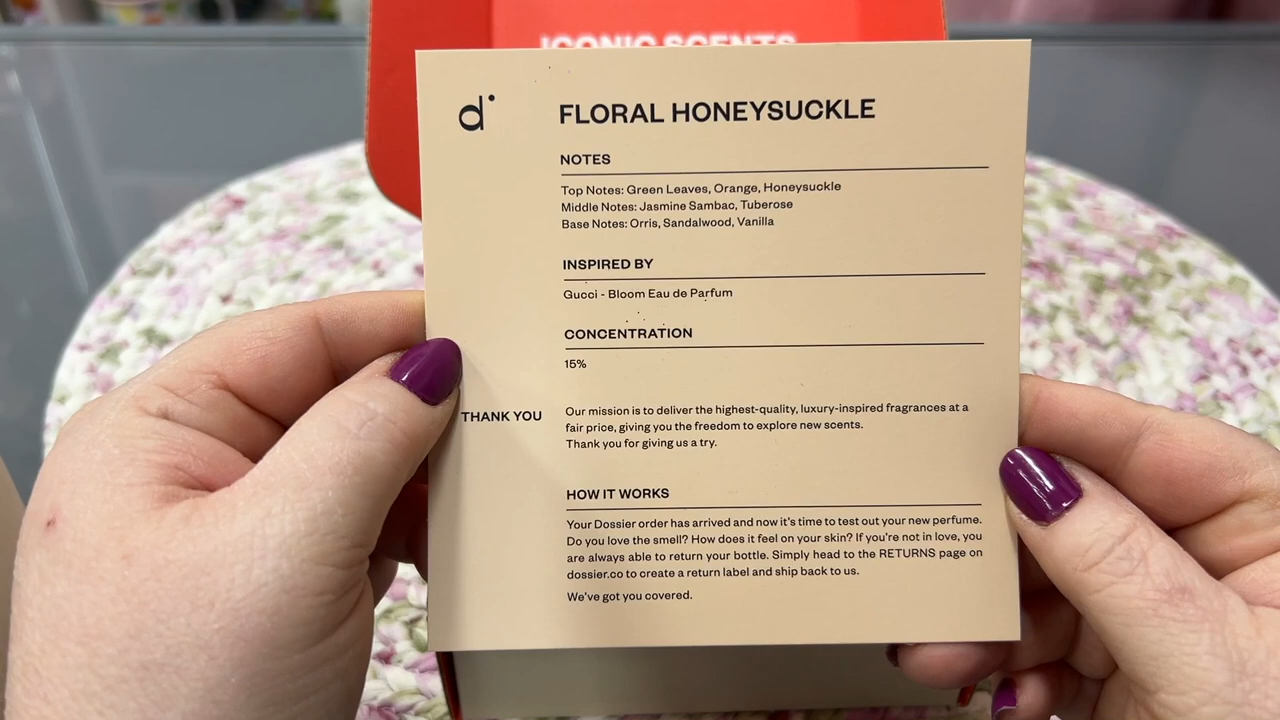 ICONIC SCENTS
d·
FLORAL HONEYSUCKLE
NOTES
Top Notes: Green Leaves, Orange, Honeysuckle
Middle Notes: Jasmine Sambac, Tuberose
Base Notes: Orris, Sandalwood, Vanilla
INSPIRED BY
Gucci - Bloom Eau de Parfum
CONCENTRATION
15%
THANK YOU
Our mission is to deliver the highest-quality, luxury-inspired fragrances at a
fair price, giving you the freedom to explore new scents.
Thank you for giving us a try.
HOW IT WORKS
Your Dossier order has arrived and now it's time to test out your new perfume.
Do you love the smell? How does it feel on your skin? If you're not in love, you
are always able to return your bottle. Simply head to the RETURNS page on
dossier.co to create a return label and ship back to us.
We've got you covered.